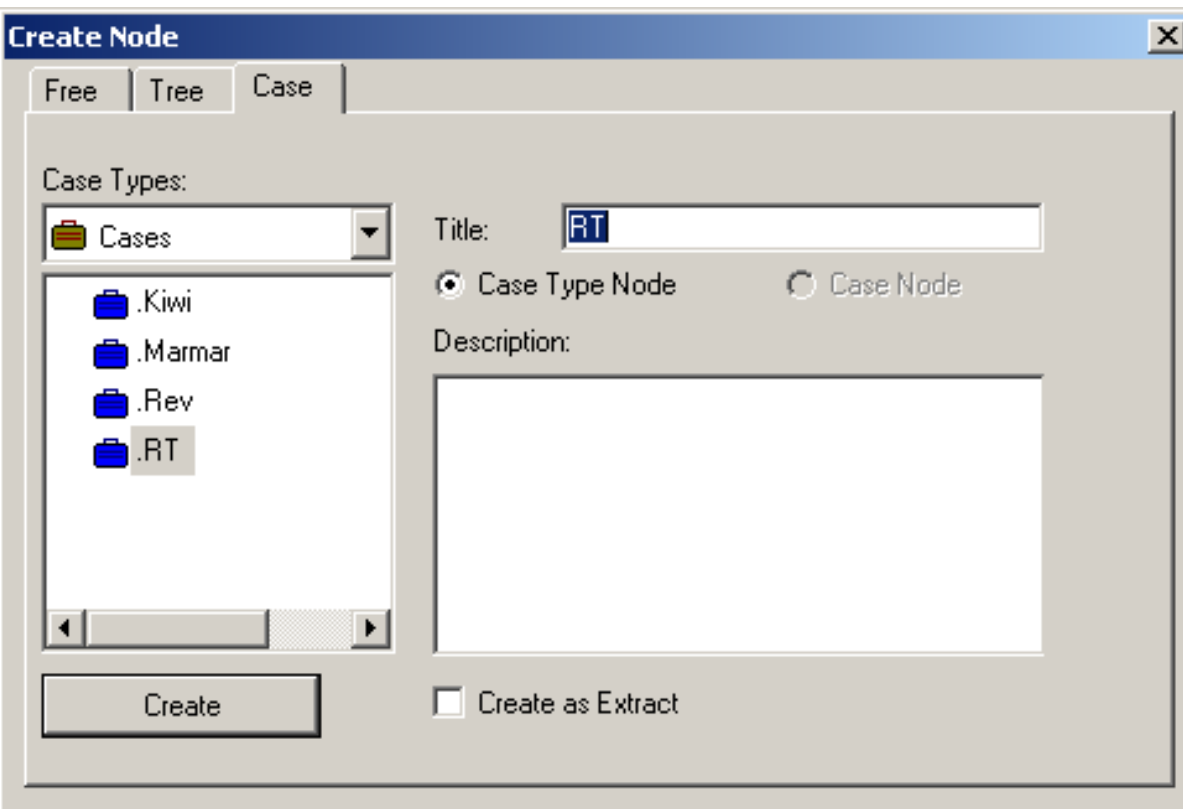 Create Node
Free Tree Case
Case Types:
Cases
Title: RT
Case Type Node Case Node
.Kiwi
.Marmar
.Rev
.RT
Description:
Create
Create as Extract